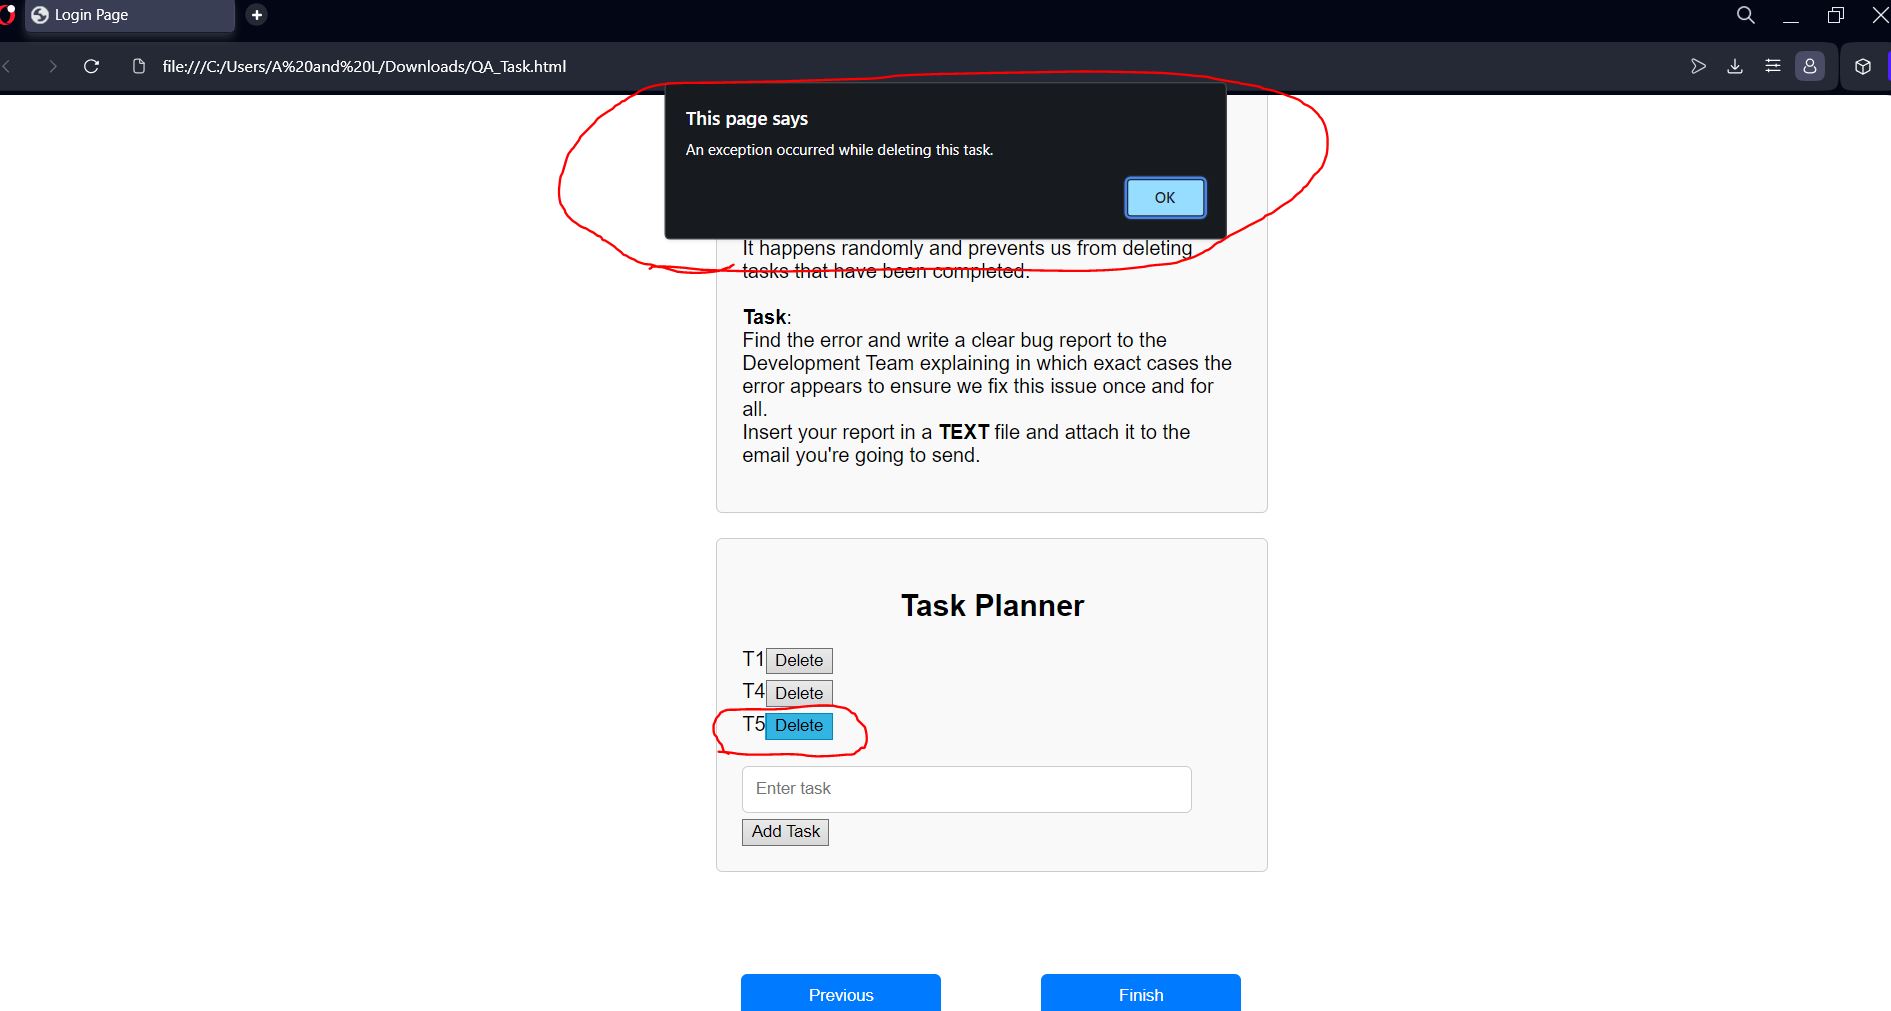 Login Page
file:///C:/Users/A%20and%20L/Downloads/QA_Task.html
This page says
An exception occurred while deleting this task.
OK
It happens randomly and prevents us from deleting
tasks that have been completed.
Task:
Find the error and write a clear bug report to the
Development Team explaining in which exact cases the
error appears to ensure we fix this issue once and for
all.
Insert your report in a TEXT file and attach it to the
email you're going to send.
Task Planner
T1 Delete
T4 Delete
T5 Delete
Enter task
Add Task
Previous
Finish